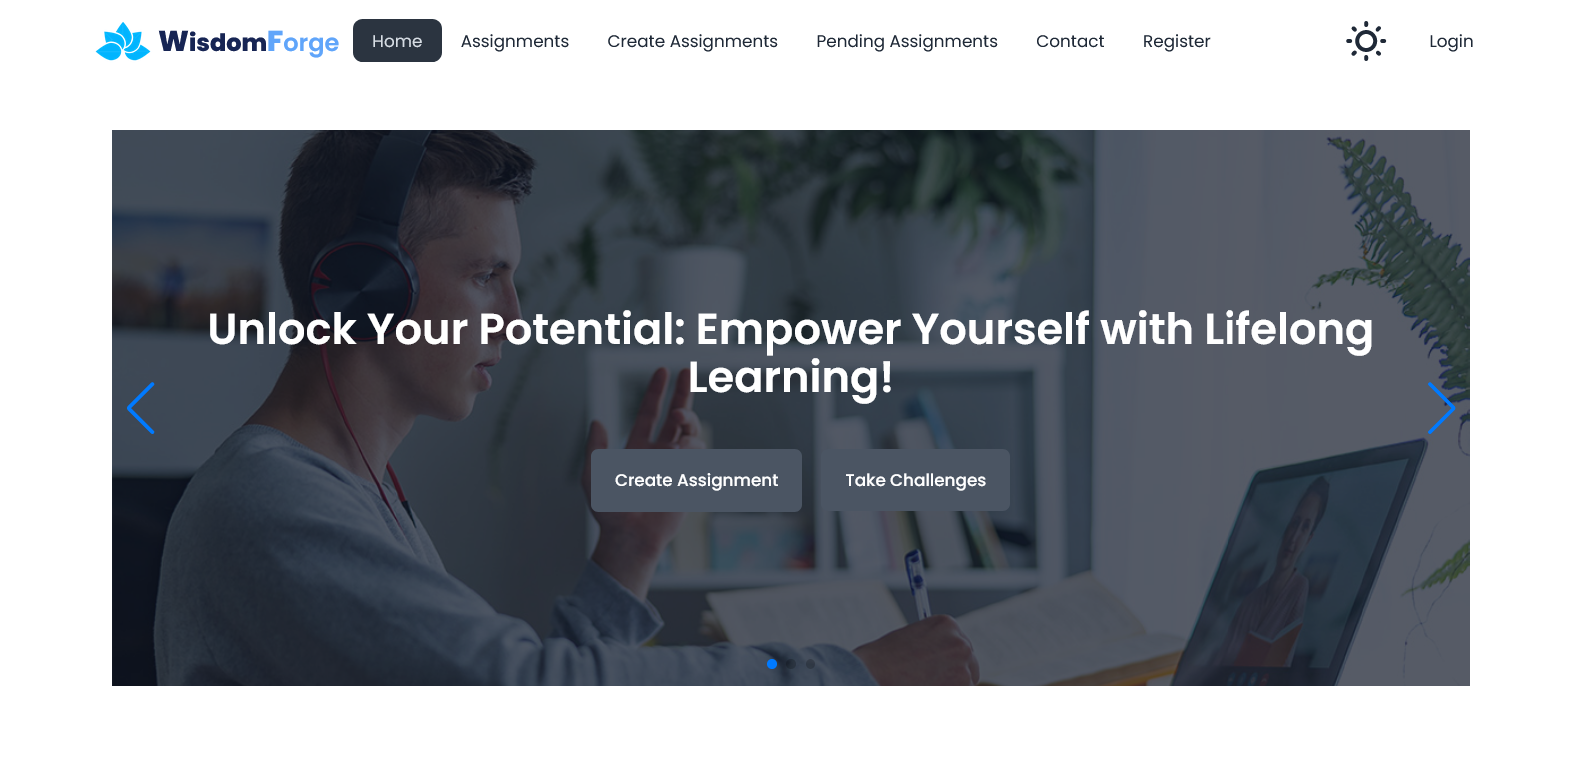 WisdomForge
Home
Assignments
Create Assignments
Pending Assignments
Contact
Register
Login
Unlock Your Potential: Empower Yourself with Lifelong
Learning!
Create Assignment
Take Challenges